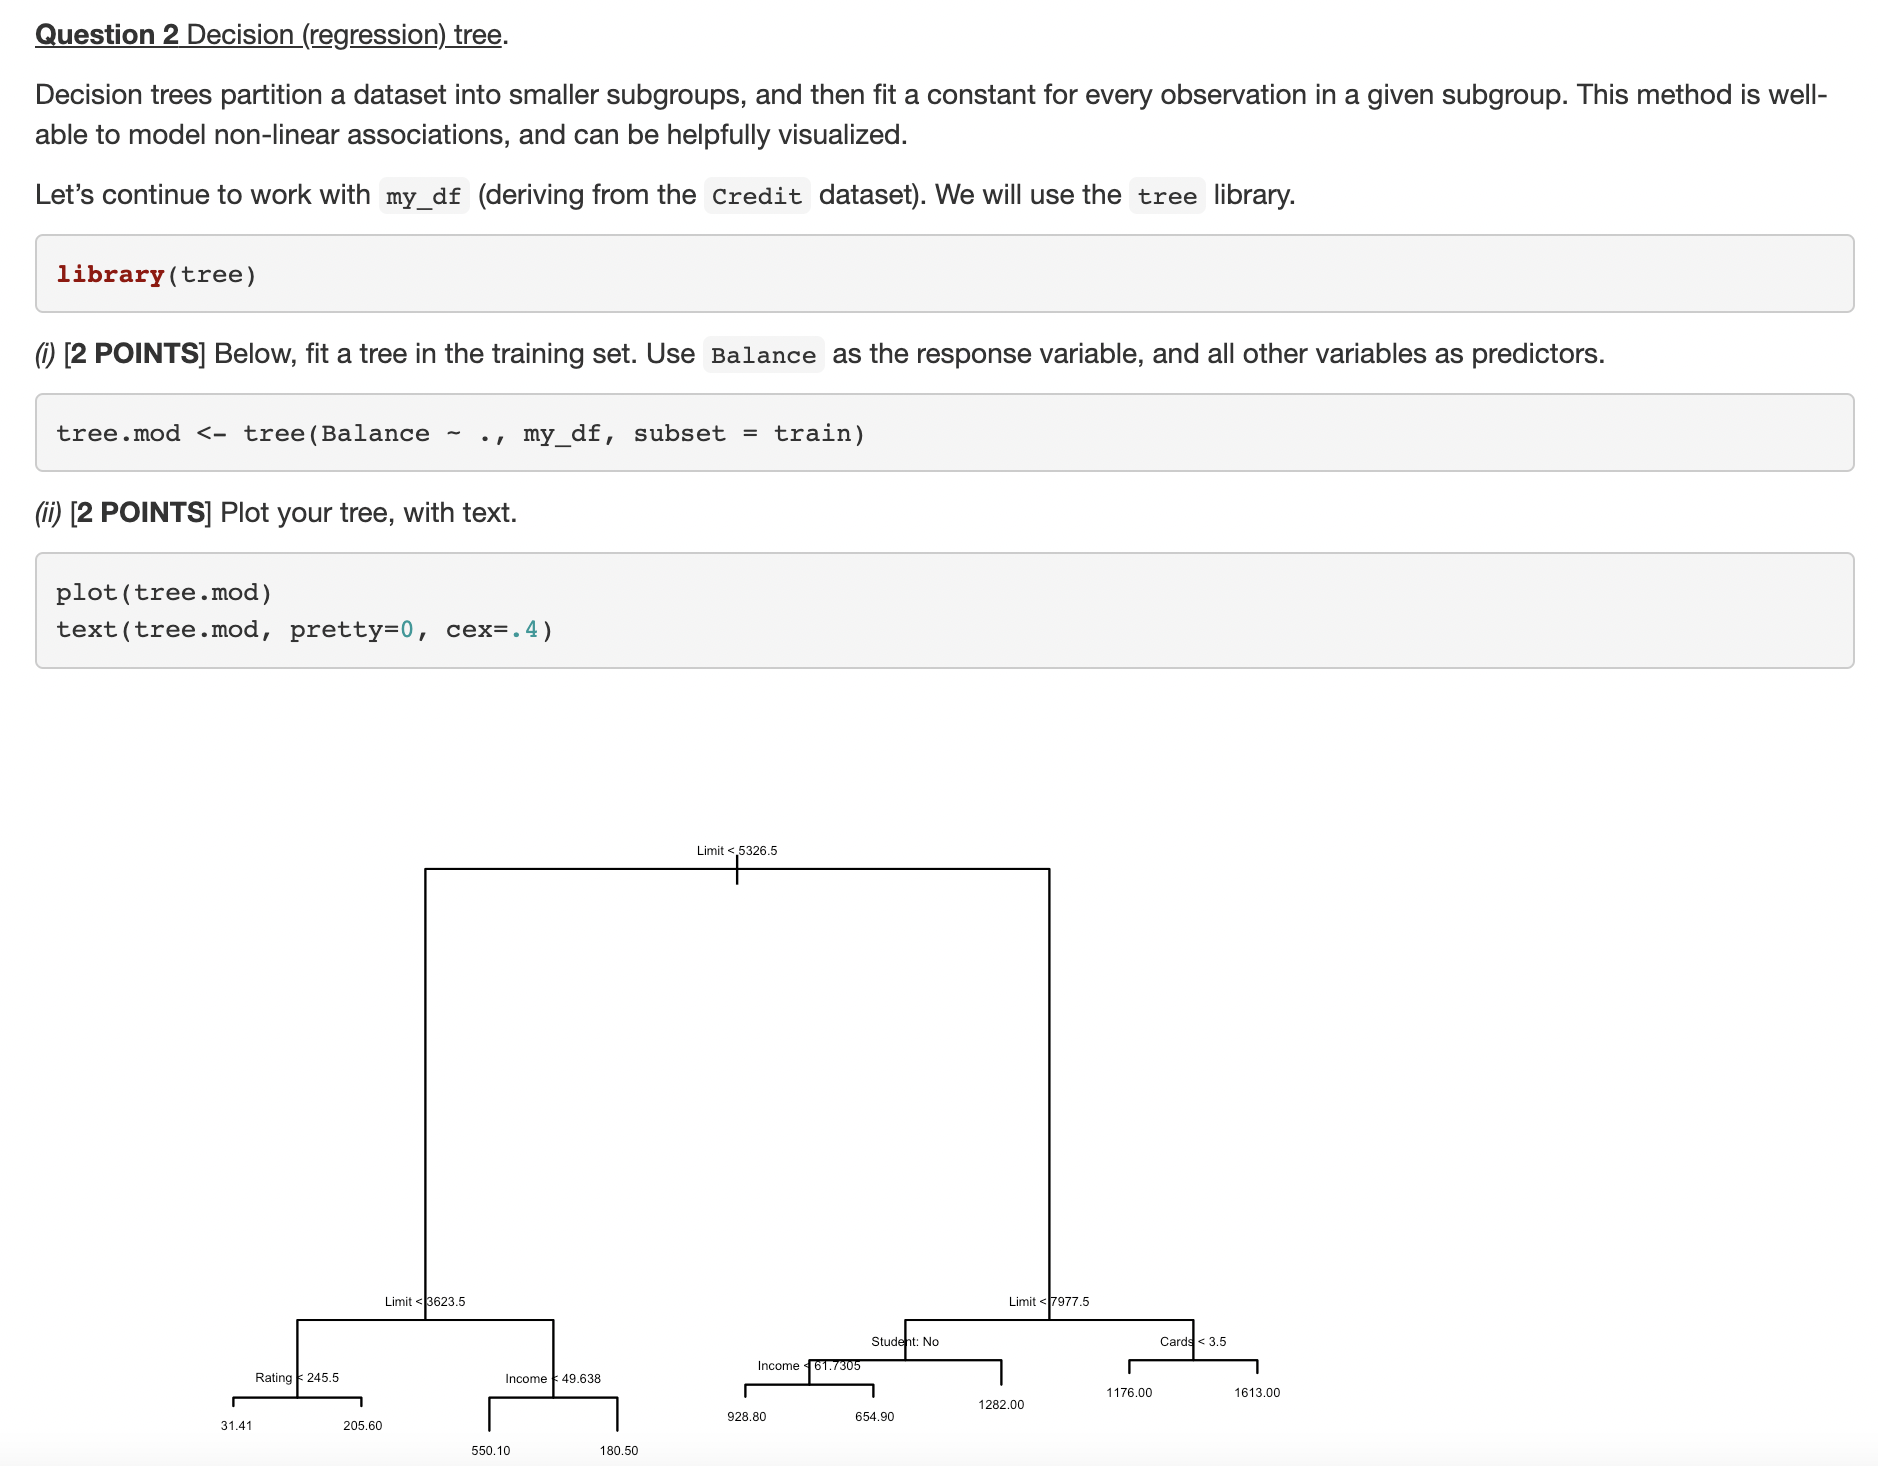 Question 2 Decision (regression) tree.
Decision trees partition a dataset into smaller subgroups, and then fit a constant for every observation in a given subgroup. This method is well-
able to model non-linear associations, and can be helpfully visualized.
Let’s continue to work with my_df (deriving from the Credit dataset). We will use the tree library.
library(tree)
(i) [2 POINTS] Below, fit a tree in the training set. Use Balance as the response variable, and all other variables as predictors.
tree.mod <- tree(Balance ~ ., my_df, subset = train)
(ii) [2 POINTS] Plot your tree, with text.
plot(tree.mod)
text(tree.mod, pretty=0, cex=.4)
Limit < 5326.5
Limit < 3623.5
Limit < 7977.5
Student: No
Cards < 3.5
Income < 61.7305
Rating < 245.5
Income < 49.638
1176.00
1613.00
1282.00
928.80
654.90
31.41
205.60
550.10
180.50